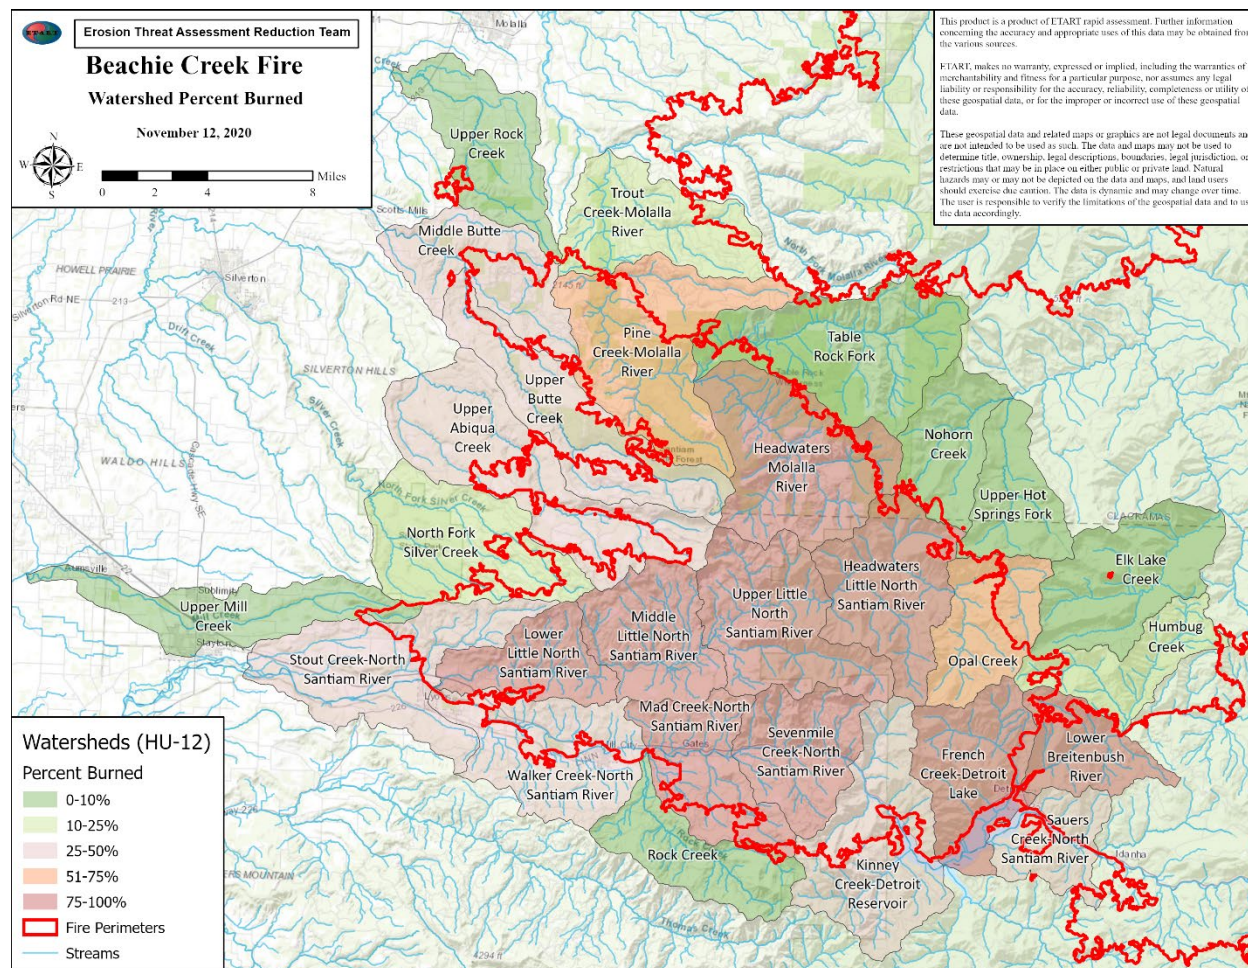 Erosion Threat Assessment Reduction Team
Beachie Creek Fire
Watershed Percent Burned
November 12, 2020
N
W
E
S
0
2
4
8
Miles
This product is a product of ETART rapid assessment. Further information
concerning the accuracy and appropriate uses of this data may be obtained from
the various sources.
ETART, makes no warranty, expressed or implied, including the warranties of
merchantability and fitness for a particular purpose, nor assumes any legal
liability or responsibility for the accuracy, reliability, completeness or utility of
these geospatial data, or for the improper or incorrect use of these geospatial
data.
These geospatial data and related maps or graphics are not legal documents and
are not intended to be used as such. The data and maps may not be used to
determine title, ownership, legal descriptions, boundaries, legal jurisdiction, or
restrictions that may be in place on either public or private land. Natural
hazards may or may not be depicted on the data and maps, and land users
should exercise due caution. The data is dynamic and may change over time.
The user is responsible to verify the limitations of the geospatial data and to use
the data accordingly.
Molalla
Upper Rock
Creek
Trout
Creek-Molalla
River
Scotts Mills
Middle Butte
Creek
North Fork Molalla River
HOWELL PRAIRIE
213
214
Silverton
Silverton Rd NE
2145 ft
Drift Creek
Pine
Creek-Molalla
River
Table
Rock Fork
SILVERTON HILLS
Upper
Butte
Creek
Upper
Abiqua
Creek
Silver Creek
Nohorn
Creek
Headwaters
Molalla
River
WALDO HILLS
Cascade Hwy SE
Upper Hot
Springs Fork
North Fork Silver Creek
CLACKAMAS
North Fork
Silver Creek
Elk Lake
Creek
Headwaters
Little North
Santiam River
22
Sublimity
Upper Mill
Creek
Stayton
Upper Little
North
Santiam River
Middle
Little North
Santiam River
Lower
Little North
Santiam River
Humbug
Creek
Stout Creek-North
Santiam River
Opal Creek
226
Mad Creek-North
Santiam River
Gates
Mill City
Sevenmile
Creek-North
Santiam River
French
Creek-Detroit
Lake
Lower
Breitenbush
River
Walker Creek-North
Santiam River
Sauers
Creek-North
Santiam River
Idanha
Rock Creek
Kinney
Creek-Detroit
Reservoir
Thomas Creek
4294 ft
Watersheds (HU-12)
Percent Burned
0-10%
10-25%
25-50%
51-75%
75-100%
Fire Perimeters
Streams